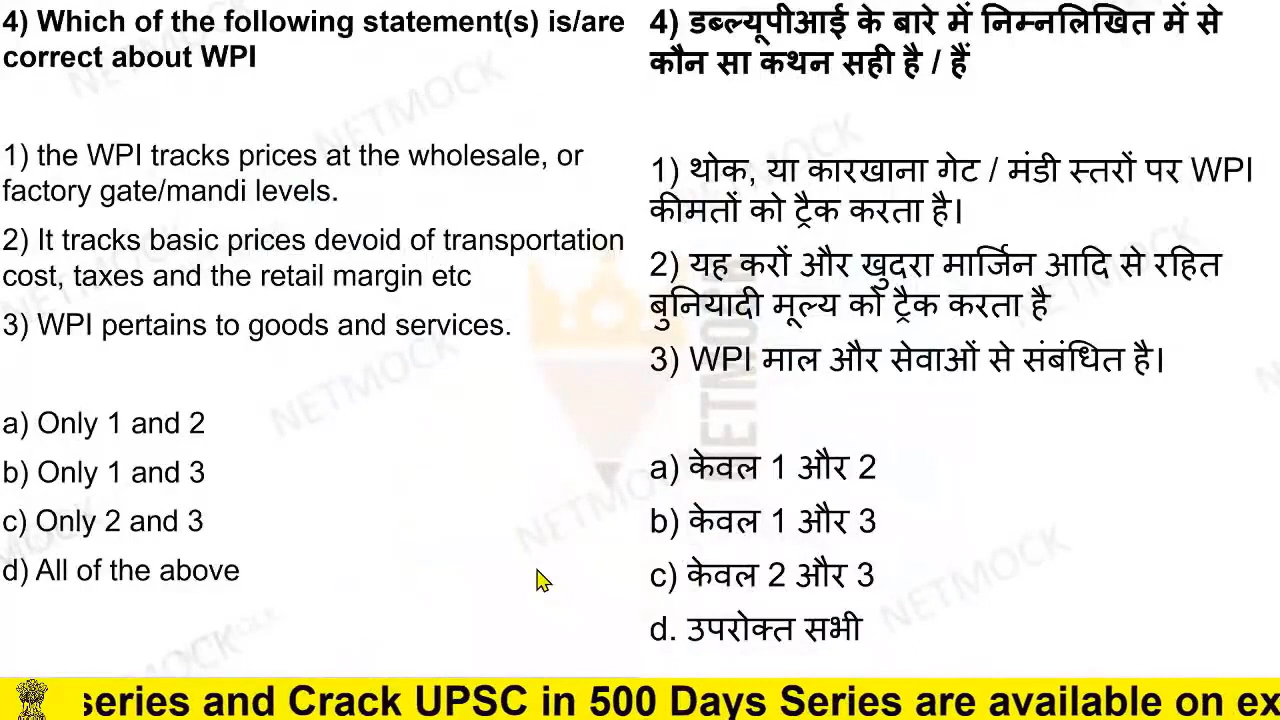 4) Which of the following statement(s) is/are
correct about WPI
1) the WPI tracks prices at the wholesale, or
factory gate/mandi levels.
2) It tracks basic prices devoid of transportation
cost, taxes and the retail margin etc
3) WPI pertains to goods and services.
a) Only 1 and 2
b) Only 1 and 3
c) Only 2 and 3
d) All of the above
4) डब्ल्यूपीआई के बारे में निम्नलिखित में से
कौन सा कथन सही है / हैं
1) थोक, या कारखाना गेट / मंडी स्तरों पर WPI
कीमतों को ट्रैक करता है।
2) यह करों और खुदरा मार्जिन आदि से रहित
बुनियादी मूल्य को ट्रैक करता है
3) WPI माल और सेवाओं से संबंधित है।
a) केवल 1 और 2
b) केवल 1 और 3
c) केवल 2 और 3
d. उपरोक्त सभी
NETMOCK
series and Crack UPSC in 500 Days Series are available on ex